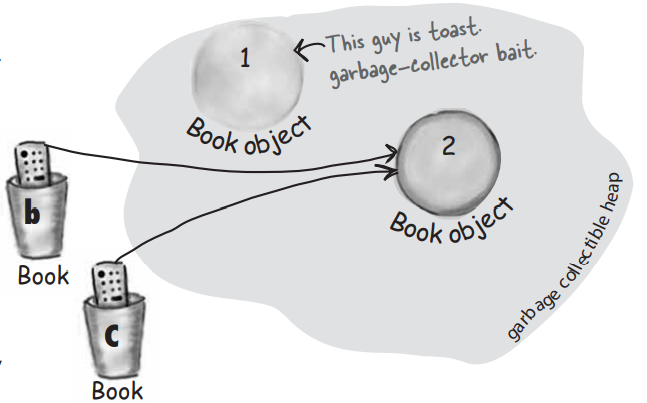 1
This guy is toast.
garbage-collector bait.
Book object
2
Book object
b
Book
c
Book
garbage collectible heap